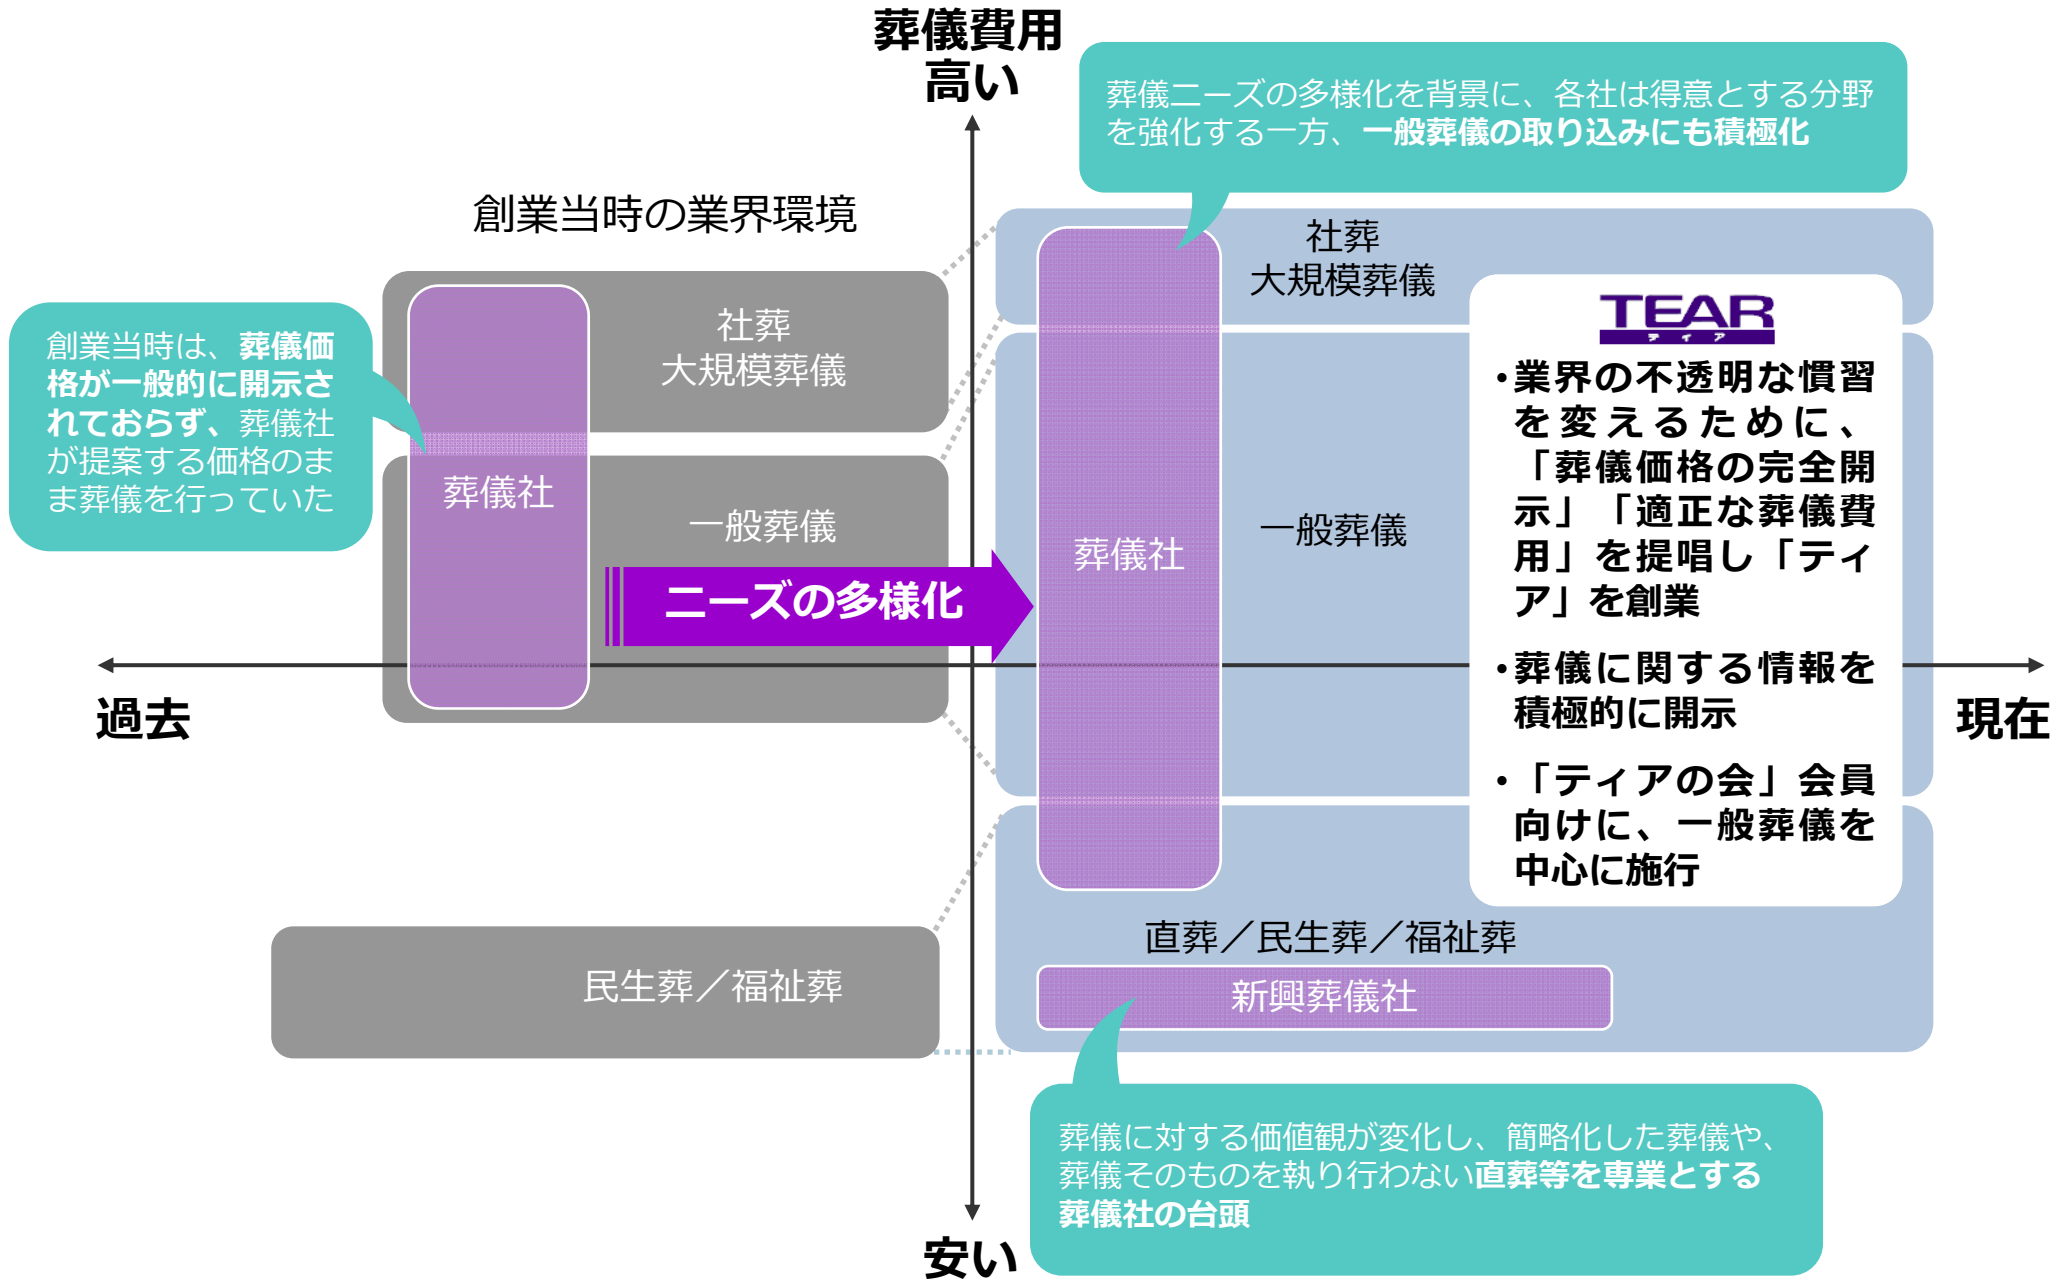 葬儀費用
高い
葬儀ニーズの多様化を背景に、各社は得意とする分野
を強化する一方、一般葬儀の取り込みにも積極化
創業当時の業界環境
創業当時は、葬儀価
格が一般的に開示さ
れておらず、葬儀社
が提案する価格のま
ま葬儀を行っていた
社葬
大規模葬儀
葬儀社
一般葬儀
ニーズの多様化
民生葬／福祉葬
過去
社葬
大規模葬儀
葬儀社
一般葬儀
TEAR
ティア
・業界の不透明な慣習
を変えるために、
「葬儀価格の完全開
示」「適正な葬儀費
用」を提唱し「ティ
ア」を創業
・葬儀に関する情報を
積極的に開示
・「ティアの会」会員
向けに、一般葬儀を
中心に施行
現在
直葬／民生葬／福祉葬
新興葬儀社
葬儀に対する価値観が変化し、簡略化した葬儀や、
葬儀そのものを執り行わない直葬等を専業とする
葬儀社の台頭
安い